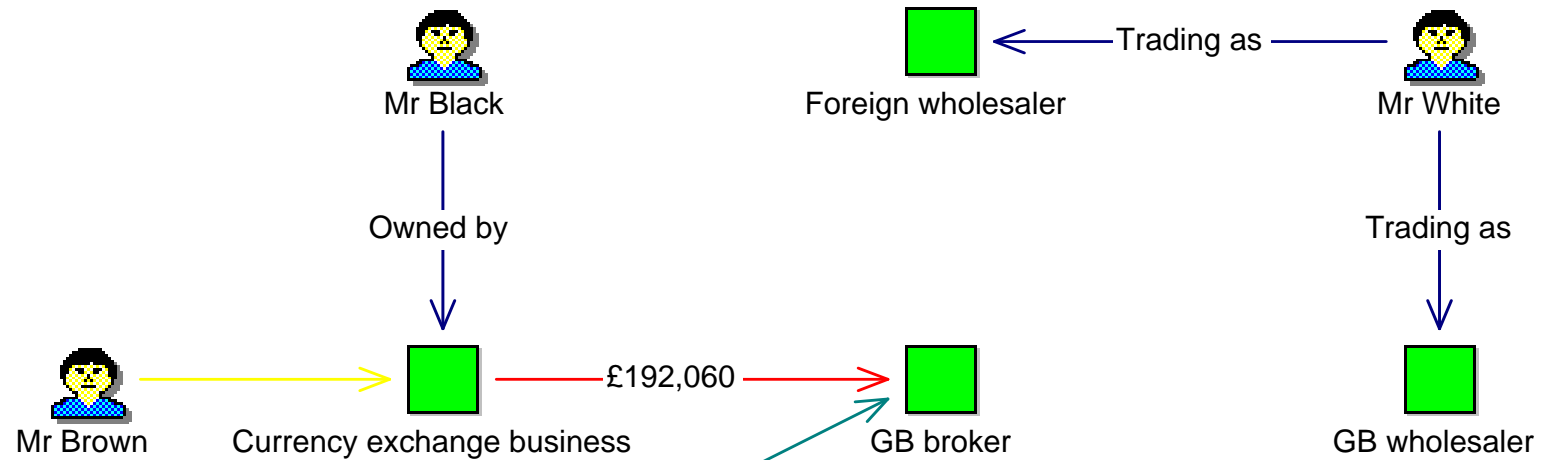 Trading as
Mr Black
Foreign wholesaler
Mr White
Owned by
Trading as
£192,060
Mr Brown
Currency exchange business
GB broker
GB wholesaler